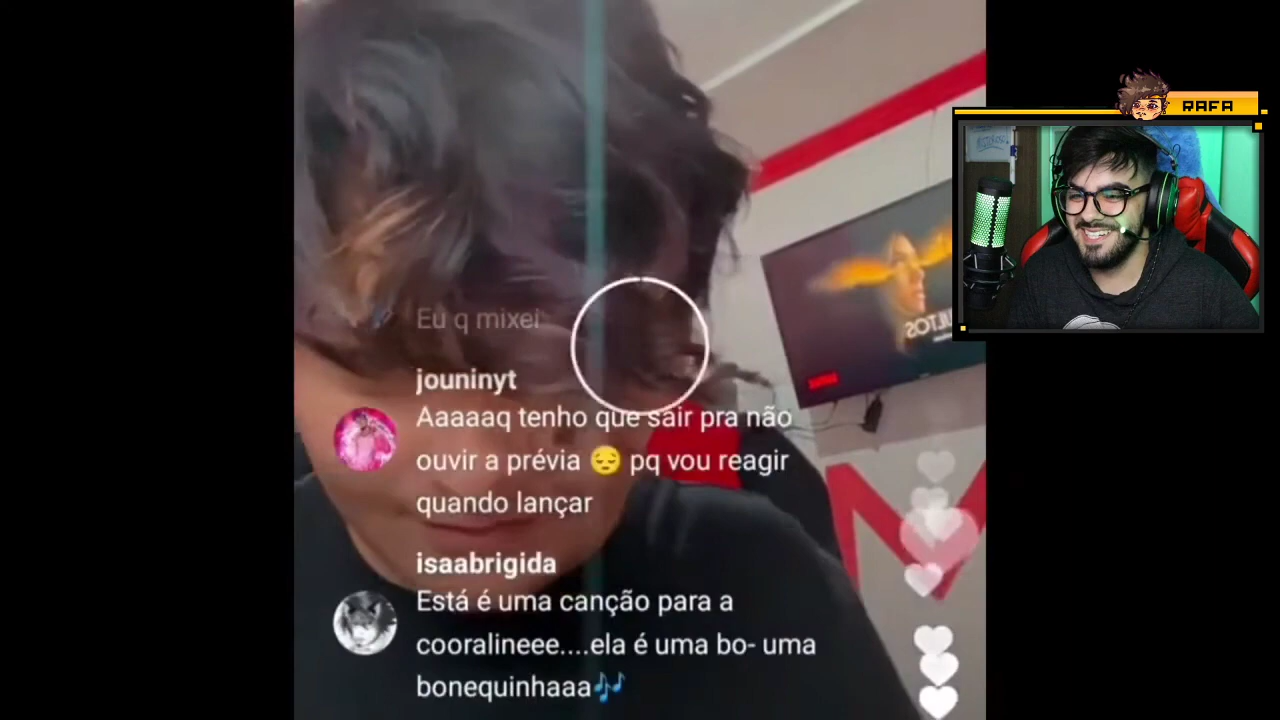 RAFA
Eu q mixei
jouninyt
Aaaaaq tenho que sair pra não
ouvir a prévia 😔 pq vou reagir
quando lançar
isaabrigida
Está é uma canção para a
cooralineee....ela é uma bo- uma
bonequinhaaa🎶